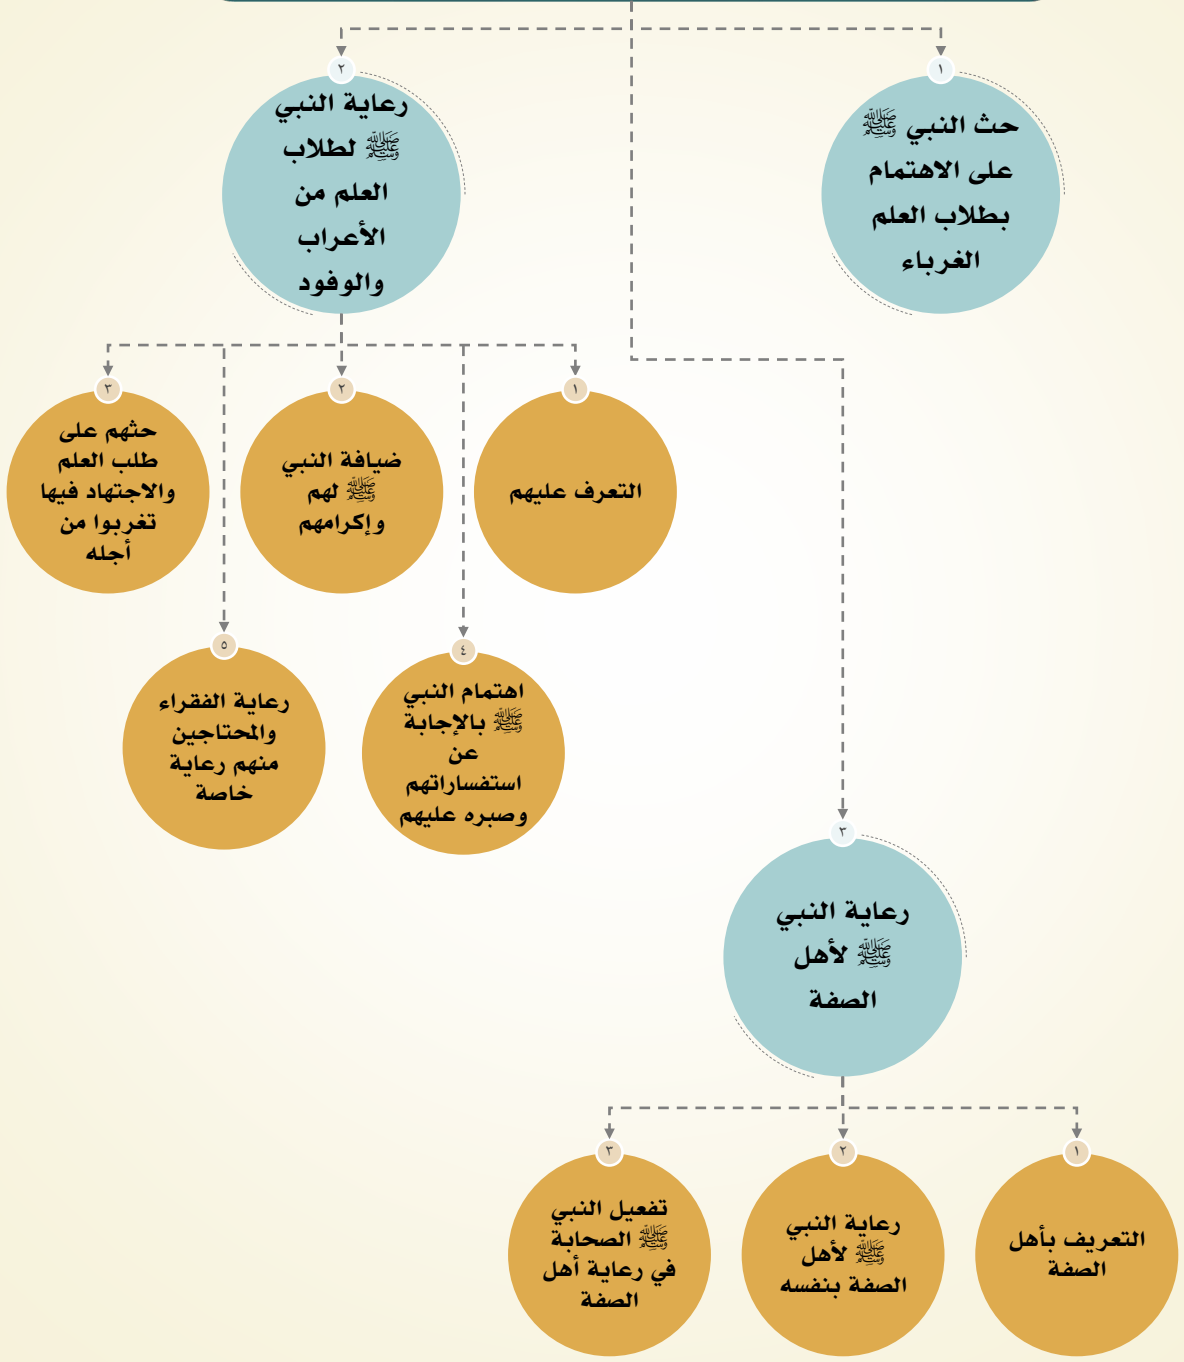 ١
حث النبي ﷺ
على الاهتمام
بطلاب العلم
الغرباء
٢
رعاية النبي
ﷺ لطلاب
العلم من
الأعراب
والوفود
١
التعرف عليهم
٢
ضيافة النبي
ﷺ لهم
وإكرامهم
٣
حثهم على
طلب العلم
والاجتهاد فيها
تغربوا من
أجله
٤
اهتمام النبي
ﷺ بالإجابة
عن
استفساراتهم
وصبره عليهم
٥
رعاية الفقراء
والمحتاجين
منهم رعاية
خاصة
٣
رعاية النبي
ﷺ لأهل
الصفة
١
التعريف بأهل
الصفة
٢
رعاية النبي
ﷺ لأهل
الصفة بنفسه
٣
تفعيل النبي
ﷺ الصحابة
في رعاية أهل
الصفة